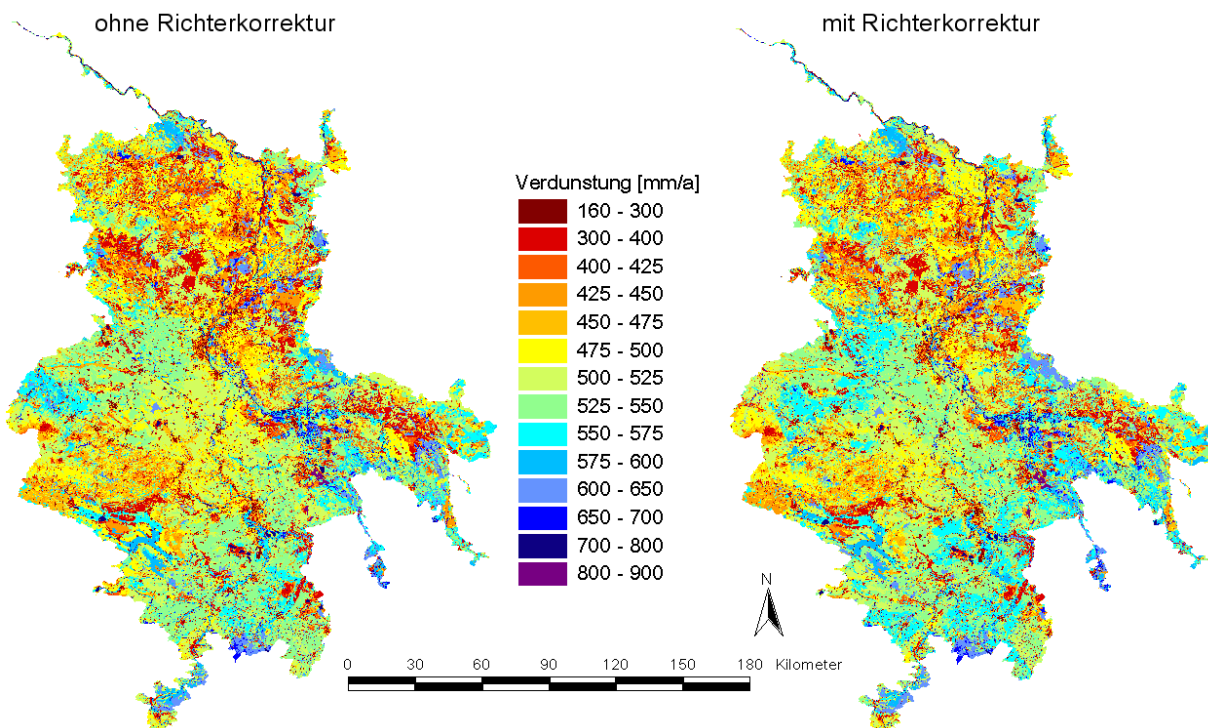 ohne Richterkorrektur
mit Richterkorrektur
Verdunstung [mm/a]
160 - 300
300 - 400
400 - 425
425 - 450
450 - 475
475 - 500
500 - 525
525 - 550
550 - 575
575 - 600
600 - 650
650 - 700
700 - 800
800 - 900
N
0 30 60 90 120 150 180 Kilometer